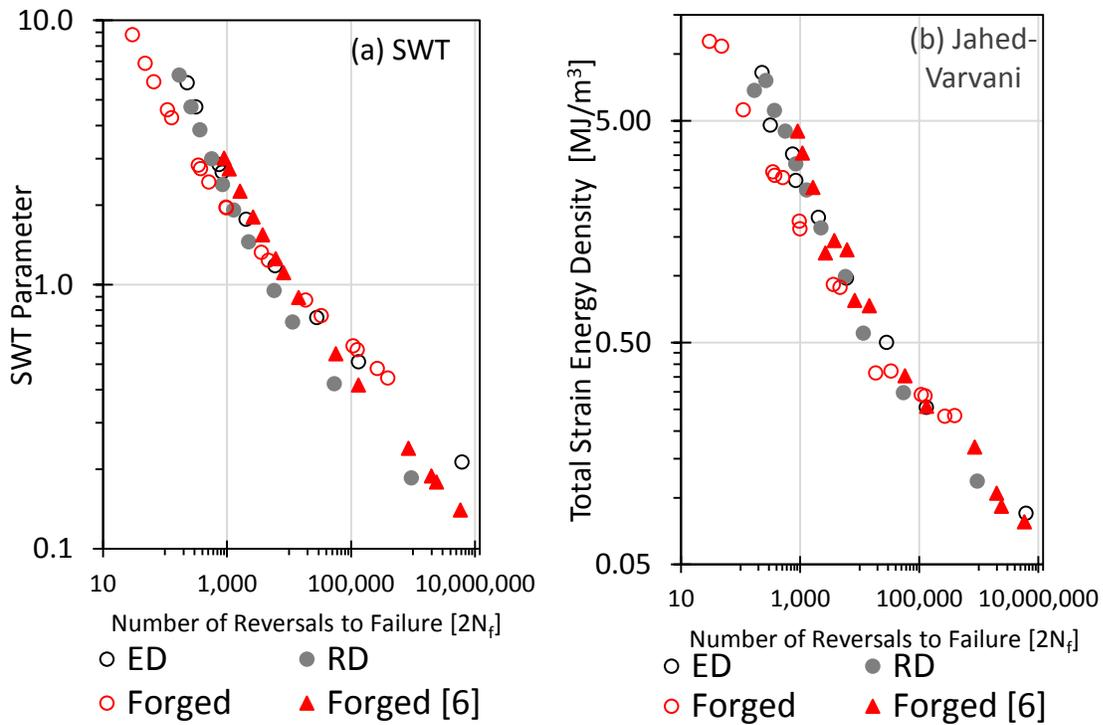 (a) SWT
SWT Parameter
10.0
1.0
0.1
10 1,000 100,000 10,000,000
Number of Reversals to Failure [2Nf]
ED RD
Forged Forged [6]
(b) Jahed-
Varvani
Total Strain Energy Density [MJ/m³]
5.00
0.50
0.05
10 1,000 100,000 10,000,000
Number of Reversals to Failure [2Nf]
ED RD
Forged Forged [6]